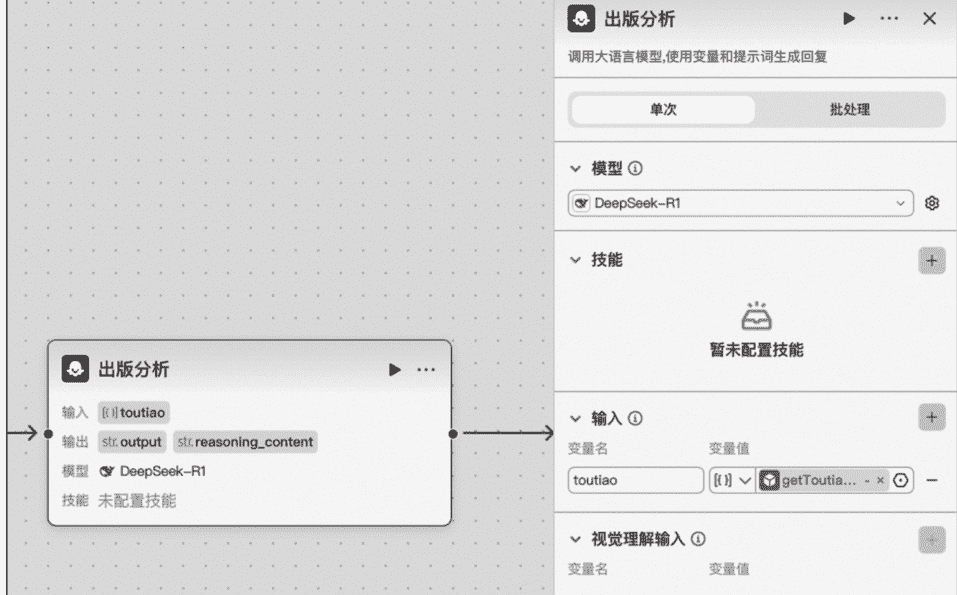 出版分析
输入 [{}] toutiao
输出 str. output str. reasoning_content
模型 DeepSeek-R1
技能 未配置技能
出版分析
调用大语言模型,使用变量和提示词生成回复
单次 批处理
模型
DeepSeek-R1
技能
暂未配置技能
输入
变量名 变量值
toutiao [{}] getToutia... - ×
视觉理解输入
变量名 变量值